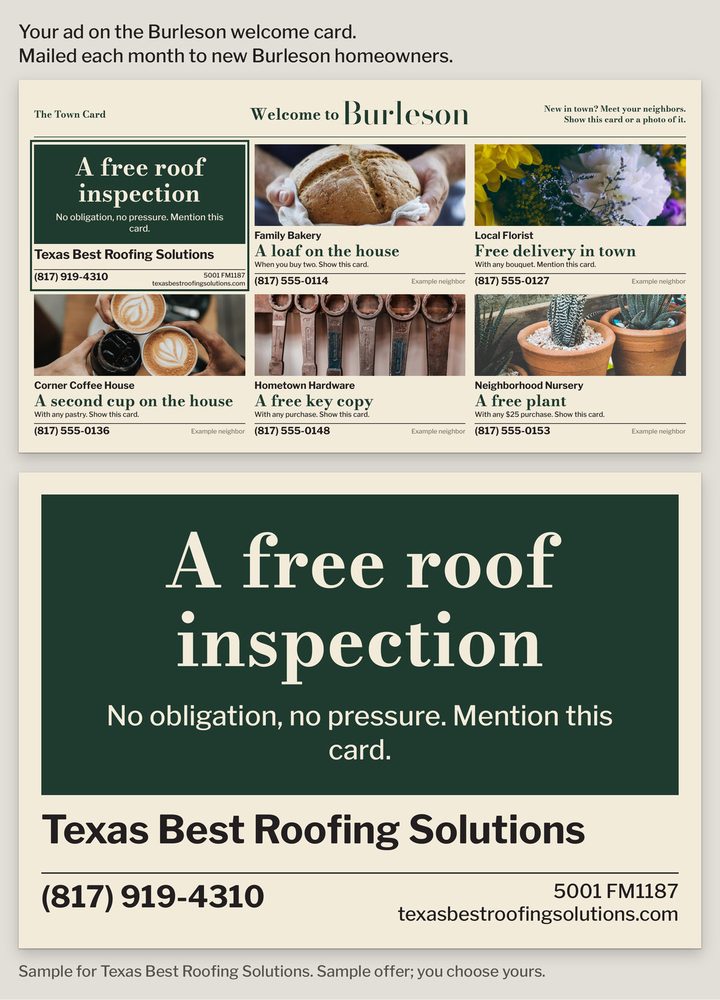 Your ad on the Burleson welcome card.
Mailed each month to new Burleson homeowners.
The Town Card
Welcome to Burleson
New in town? Meet your neighbors.
Show this card or a photo of it.
A free roof
inspection
No obligation, no pressure. Mention this
card.
Texas Best Roofing Solutions
(817) 919-4310
5001 FM1187
texasbestroofingsolutions.com
Family Bakery
A loaf on the house
When you buy two. Show this card.
(817) 555-0114
Example neighbor
Local Florist
Free delivery in town
With any bouquet. Mention this card.
(817) 555-0127
Example neighbor
Corner Coffee House
A second cup on the house
With any pastry. Show this card.
(817) 555-0136
Example neighbor
Hometown Hardware
A free key copy
With any purchase. Show this card.
(817) 555-0148
Example neighbor
Neighborhood Nursery
A free plant
With any $25 purchase. Show this card.
(817) 555-0153
Example neighbor
A free roof
inspection
No obligation, no pressure. Mention this
card.
Texas Best Roofing Solutions
(817) 919-4310
5001 FM1187
texasbestroofingsolutions.com
Sample for Texas Best Roofing Solutions. Sample offer; you choose yours.